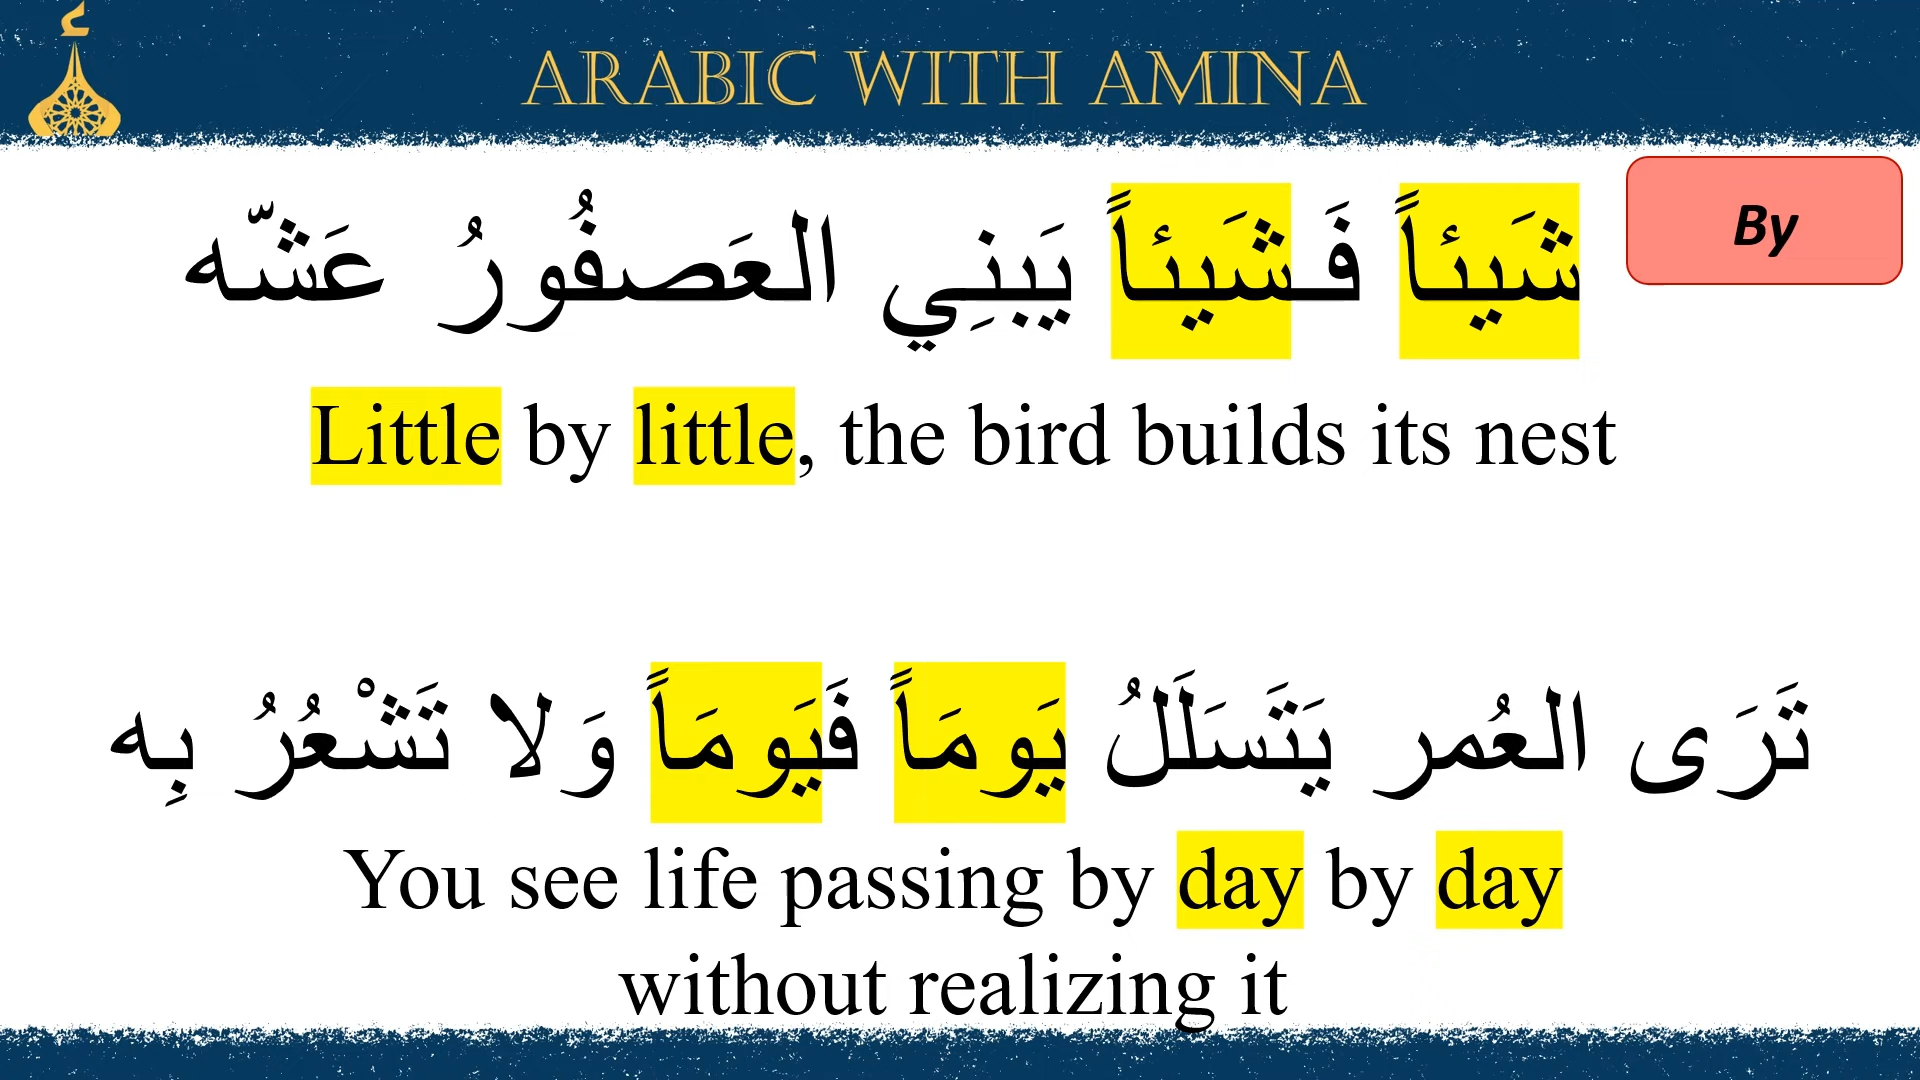 ARABIC WITH AMINA
By
شَيئاً فَـشَيئاً يَبنِي العَصفُورُ عَشّه
Little by little, the bird builds its nest
تَرَى العُمر يَتَسَلَلُ يَومَاً فَيَومَاً وَلا تَشْعُرُ بِه
You see life passing by day by day
without realizing it